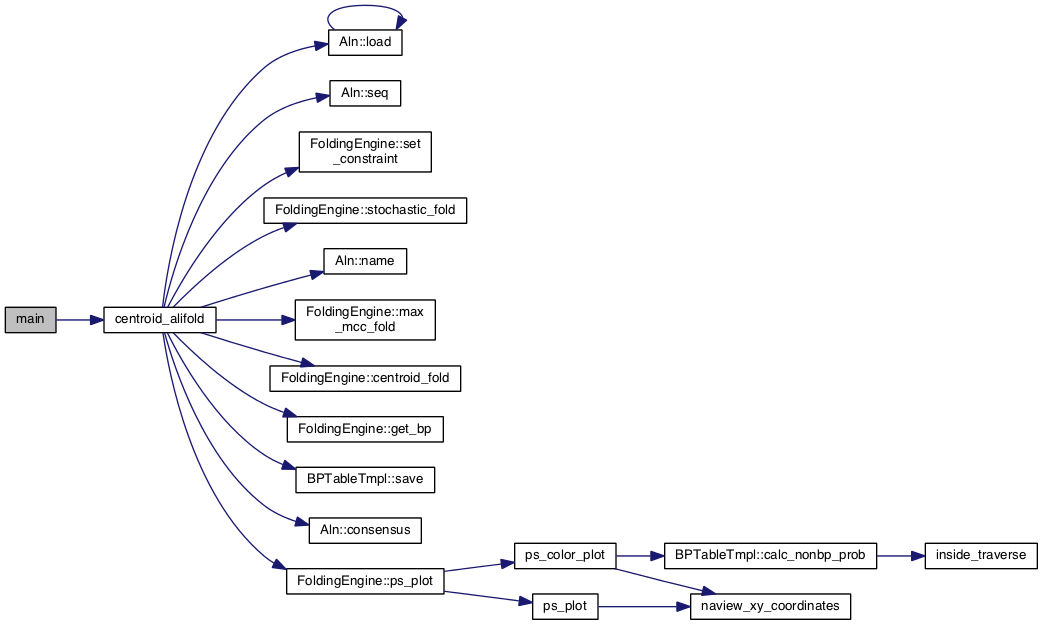 Aln::load
Aln::seq
FoldingEngine::set
_constraint
FoldingEngine::stochastic_fold
Aln::name
main
centroid_alifold
FoldingEngine::max
_mcc_fold
FoldingEngine::centroid_fold
FoldingEngine::get_bp
BPTableTmpl::save
Aln::consensus
FoldingEngine::ps_plot
ps_color_plot
BPTableTmpl::calc_nonbp_prob
inside_traverse
ps_plot
naview_xy_coordinates